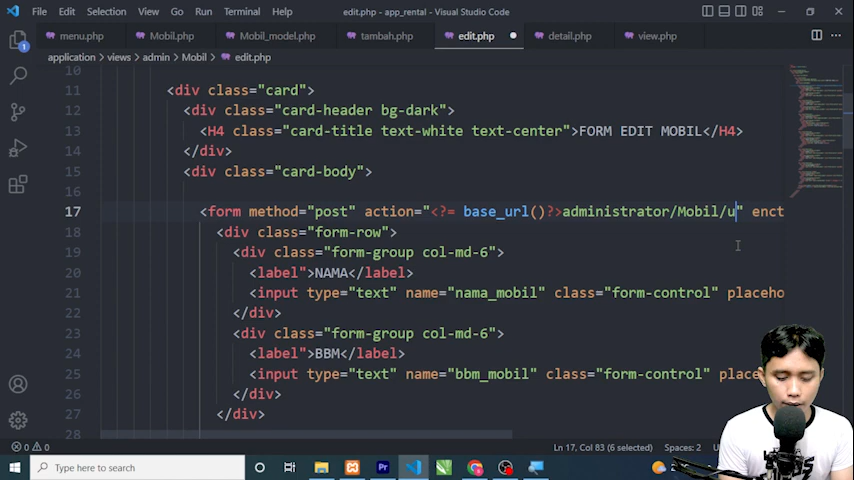 File Edit Selection View Go Run Terminal Help edit.php - app_rental - Visual Studio Code
menu.php Mobil.php Mobil_model.php tambah.php edit.php detail.php view.php
application > views > admin > Mobil > edit.php
10
11 <div class="card">
12 <div class="card-header bg-dark">
13 <H4 class="card-title text-white text-center">FORM EDIT MOBIL</H4>
14 </div>
15 <div class="card-body">
16
17 <form method="post" action="<?= base_url()?>administrator/Mobil/u" enct
18 <div class="form-row">
19 <div class="form-group col-md-6">
20 <label">NAMA</label>
21 <input type="text" name="nama_mobil" class="form-control" placeho
22 </div>
23 <div class="form-group col-md-6">
24 <label">BBM</label>
25 <input type="text" name="bbm_mobil" class="form-control" place
26 </div>
27 </div>
28
0 0 Ln 17, Col 83 (6 selected) Spaces: 2
Type here to search